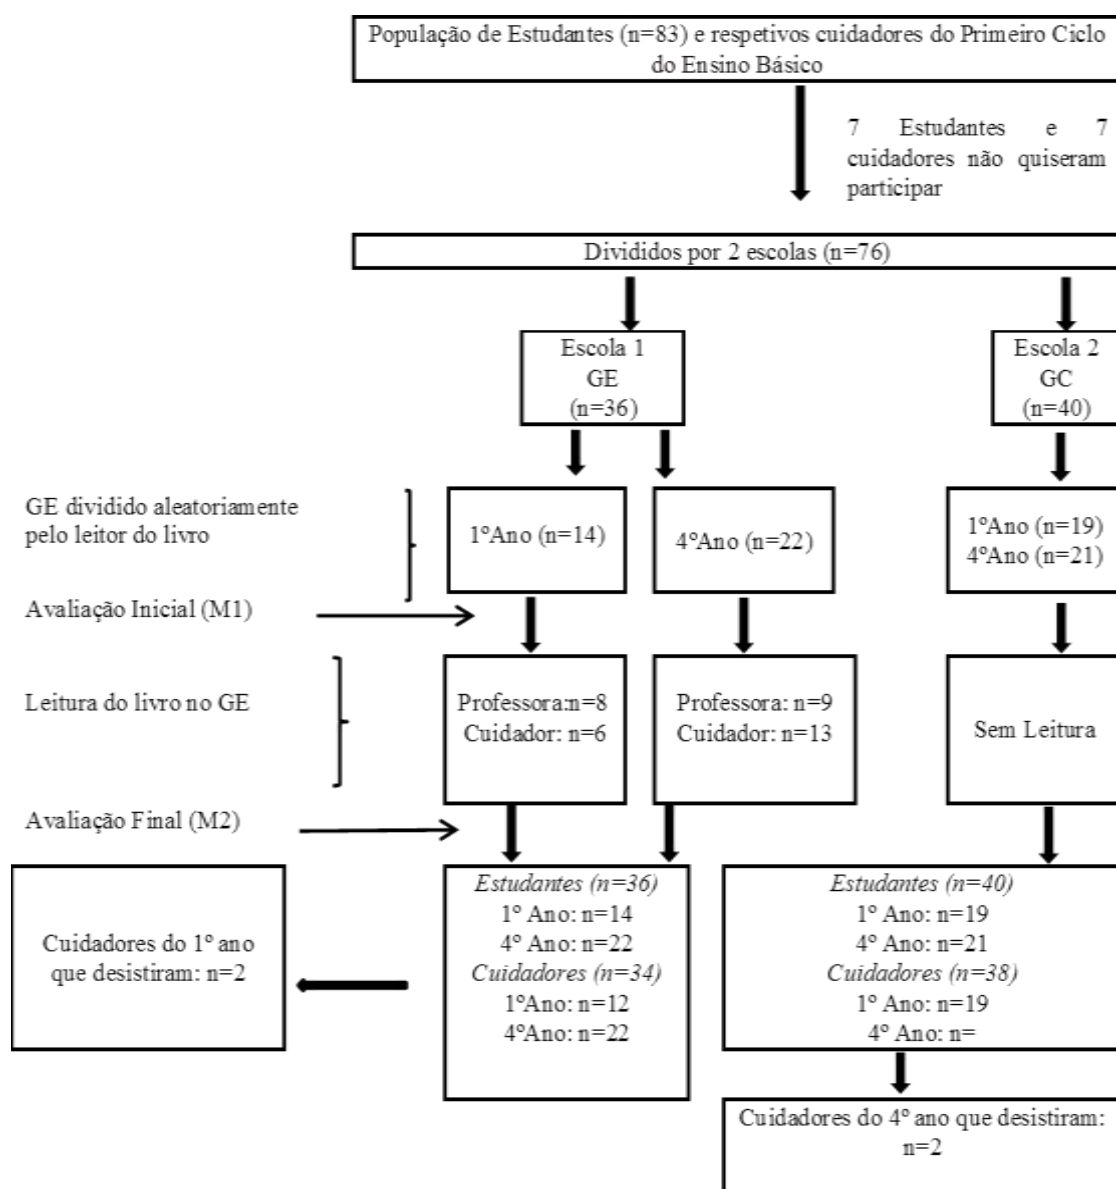 População de Estudantes (n=83) e respetivos cuidadores do Primeiro Ciclo
do Ensino Básico
7 Estudantes e 7
cuidadores não quiseram
participar
Divididos por 2 escolas (n=76)
Escola 1
GE
(n=36)
Escola 2
GC
(n=40)
GE dividido aleatoriamente
pelo leitor do livro
1ºAno (n=14)
4ºAno (n=22)
1ºAno (n=19)
4ºAno (n=21)
Avaliação Inicial (M1)
Leitura do livro no GE
Professora:n=8
Cuidador: n=6
Professora: n=9
Cuidador: n=13
Sem Leitura
Avaliação Final (M2)
Cuidadores do 1º ano
que desistiram: n=2
Estudantes (n=36)
1º Ano: n=14
4º Ano: n=22
Cuidadores (n=34)
1ºAno: n=12
4ºAno: n=22
Estudantes (n=40)
1º Ano: n=19
4º Ano: n=21
Cuidadores (n=38)
1º Ano: n=19
4º Ano: n=
Cuidadores do 4º ano que desistiram:
n=2